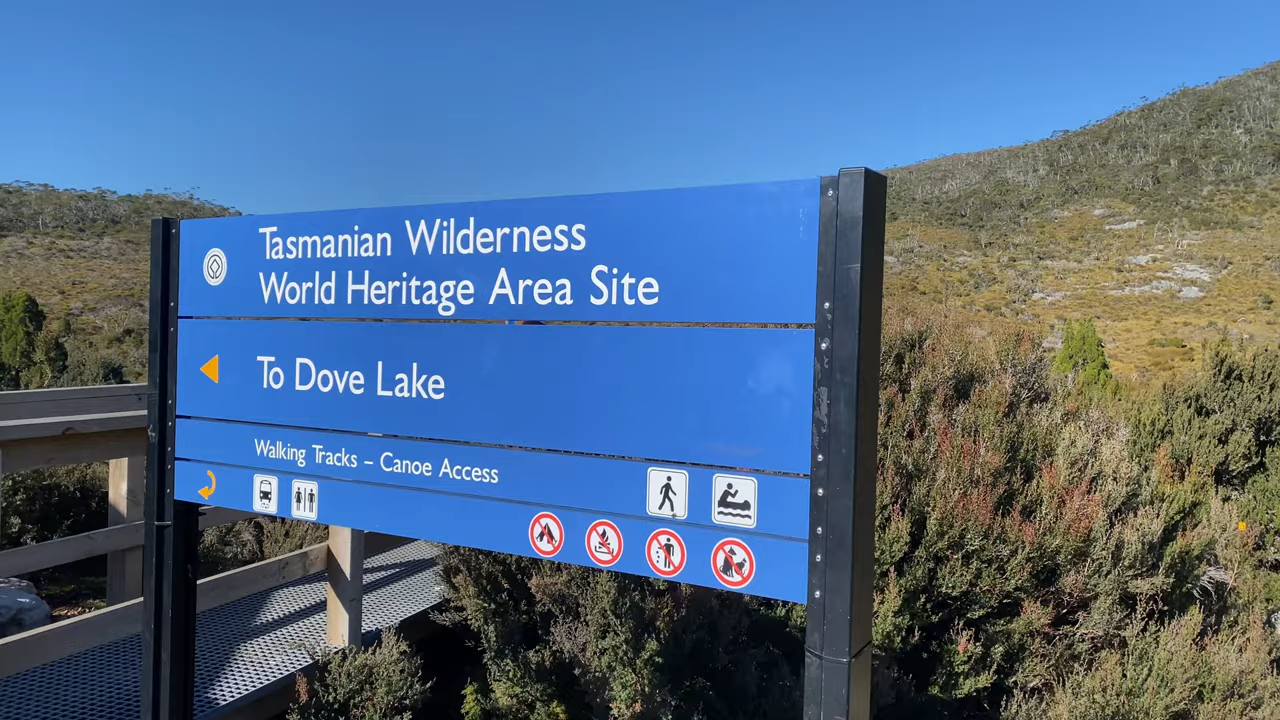 Tasmanian Wilderness
World Heritage Area Site
To Dove Lake
Walking Tracks – Canoe Access